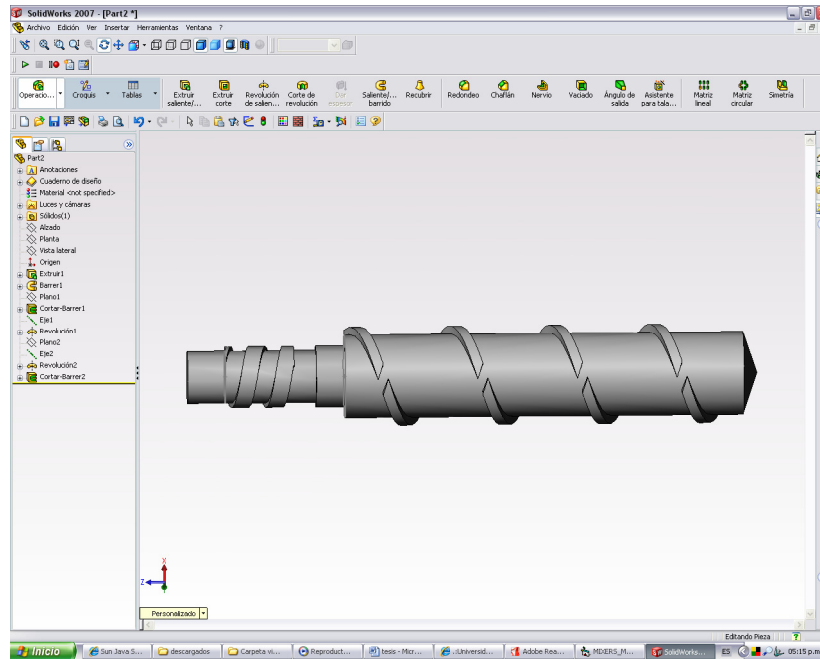 SolidWorks 2007 - [Part2 *]
Archivo Edición Ver Insertar Herramientas Ventana ?
Operacio... Croquis Tablas Extruir saliente/... Extruir corte Revolución de salien... Corte de revolución Dar espesor Saliente/... barrido Recubrir Redondeo Chaflán Nervio Vaciado Ángulo de salida Asistente para tala... Matriz lineal Matriz circular Simetría
Part2
Anotaciones
Cuaderno de diseño
Material <not specified>
Luces y cámaras
Sólidos(1)
Alzado
Planta
Vista lateral
Origen
Extruir1
Barrer1
Plano1
Cortar-Barrer1
Eje1
Revolución1
Plano2
Eje2
Revolución2
Cortar-Barrer2
X
Z
Personalizado
Editando Pieza
Inicio Sun Java S... descargados Carpeta vi... Reproduct... tesis - Micr... .:Universid... Adobe Rea... MIXERS_M... SolidWorks... ES 05:15 p.m.